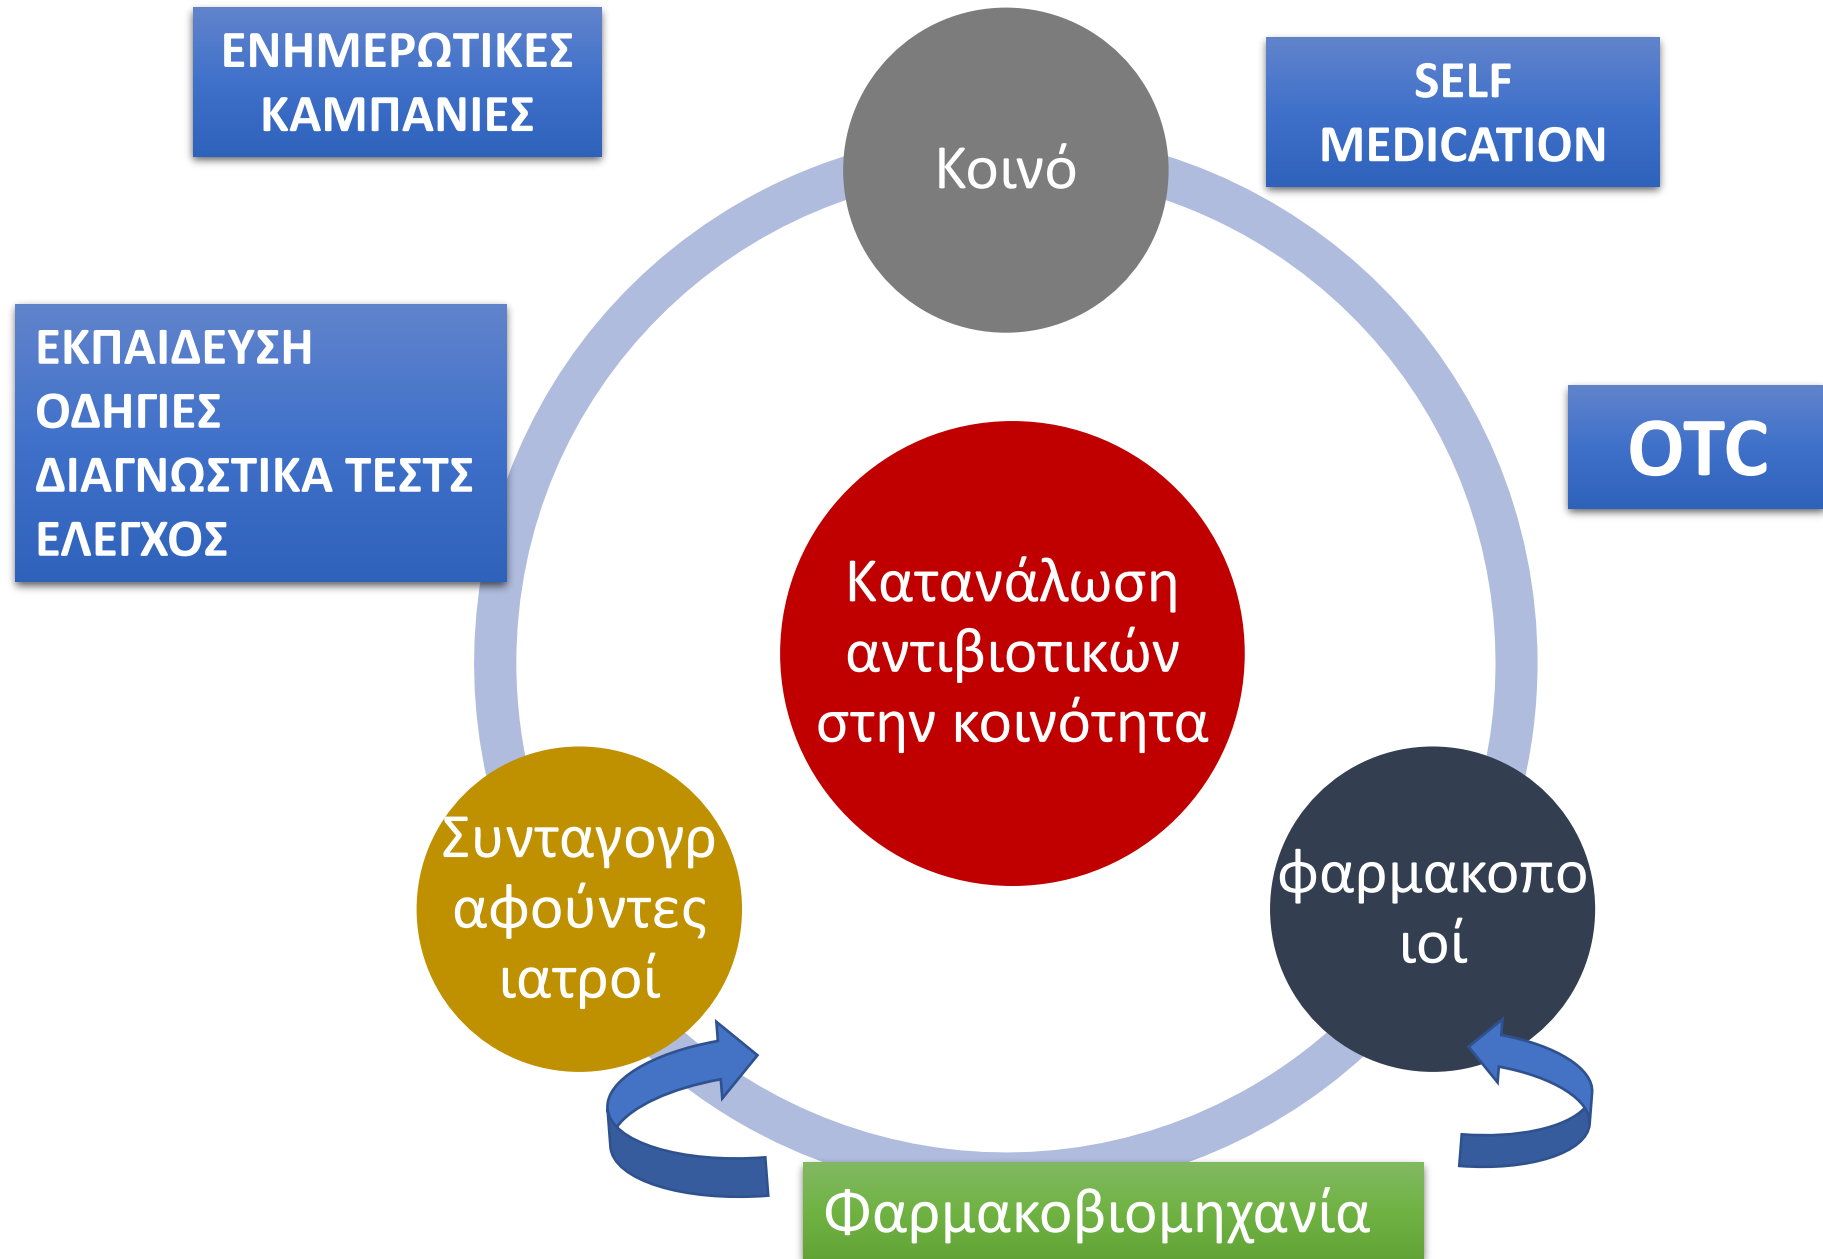 ΕΝΗΜΕΡΩΤΙΚΕΣ
ΚΑΜΠΑΝΙΕΣ
Κοινό
SELF
MEDICATION
ΕΚΠΑΙΔΕΥΣΗ
ΟΔΗΓΙΕΣ
ΔΙΑΓΝΩΣΤΙΚΑ ΤΕΣΤΣ
ΕΛΕΓΧΟΣ
OTC
Κατανάλωση
αντιβιοτικών
στην κοινότητα
Συνταγογρ
αφούντες
ιατροί
φαρμακοπο
ιοί
Φαρμακοβιομηχανία